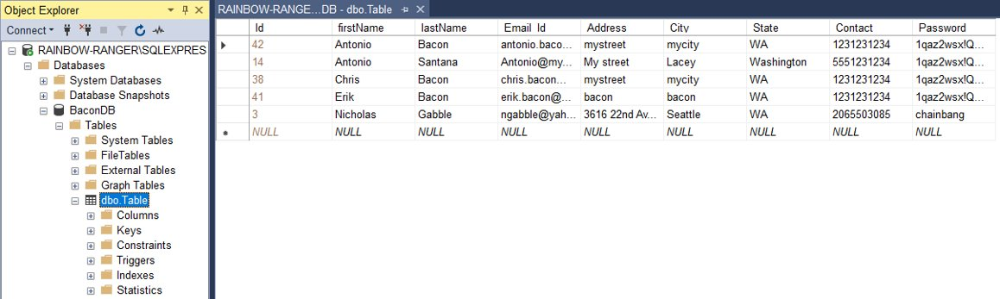 Object Explorer
Connect
RAINBOW-RANGER\SQLEXPRES
Databases
System Databases
Database Snapshots
BaconDB
Tables
System Tables
FileTables
External Tables
Graph Tables
dbo.Table
Columns
Keys
Constraints
Triggers
Indexes
Statistics
RAINBOW-RANGE...DB - dbo.Table
Id firstName lastName Email_Id Address City State Contact Password
42 Antonio Bacon antonio.baco... mystreet mycity WA 1231231234 1qaz2wsx!Q...
14 Antonio Santana Antonio@my... My street Lacey Washington 5551231234 1qaz2wsx!Q...
38 Chris Bacon chris.bacon... mystreet mycity WA 1231231234 1qaz2wsx!Q...
41 Erik Bacon erik.bacon@... bacon bacon WA 1231231234 1qaz2wsx!Q...
3 Nicholas Gabble ngabble@yah... 3616 22nd Av... Seattle WA 2065503085 chainbang
NULL NULL NULL NULL NULL NULL NULL NULL NULL